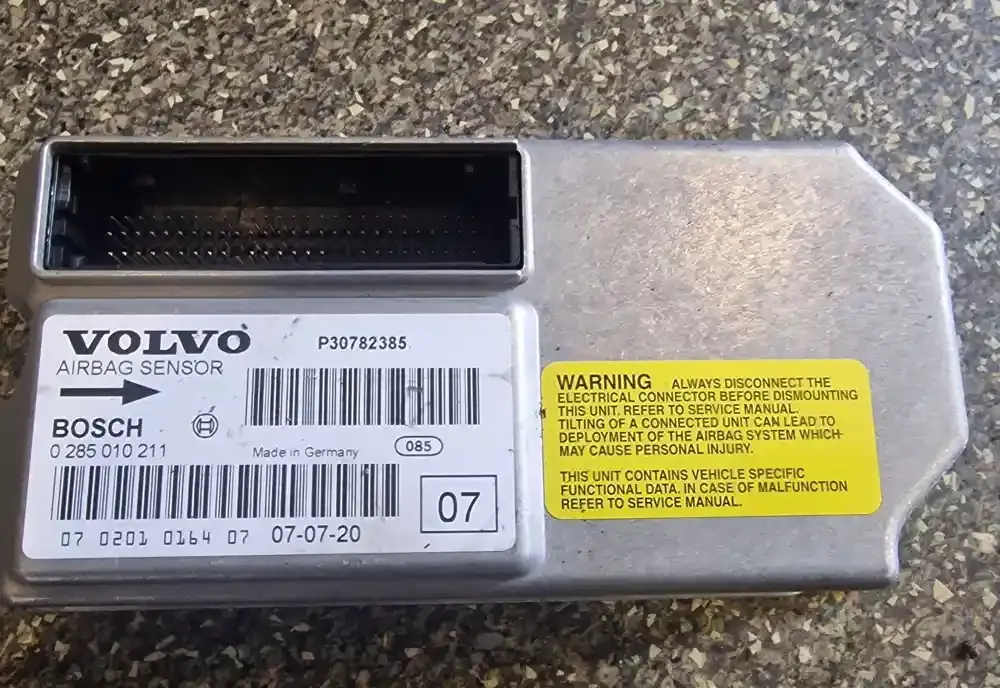 VOLVO
P30782385
AIRBAG SENSOR
BOSCH
0 285 010 211
Made in Germany
085
07
07 0201 0164 07 07-07-20
WARNING ALWAYS DISCONNECT THE
ELECTRICAL CONNECTOR BEFORE DISMOUNTING
THIS UNIT. REFER TO SERVICE MANUAL.
TILTING OF A CONNECTED UNIT CAN LEAD TO
DEPLOYMENT OF THE AIRBAG SYSTEM WHICH
MAY CAUSE PERSONAL INJURY.
THIS UNIT CONTAINS VEHICLE SPECIFIC
FUNCTIONAL DATA. IN CASE OF MALFUNCTION
REFER TO SERVICE MANUAL.